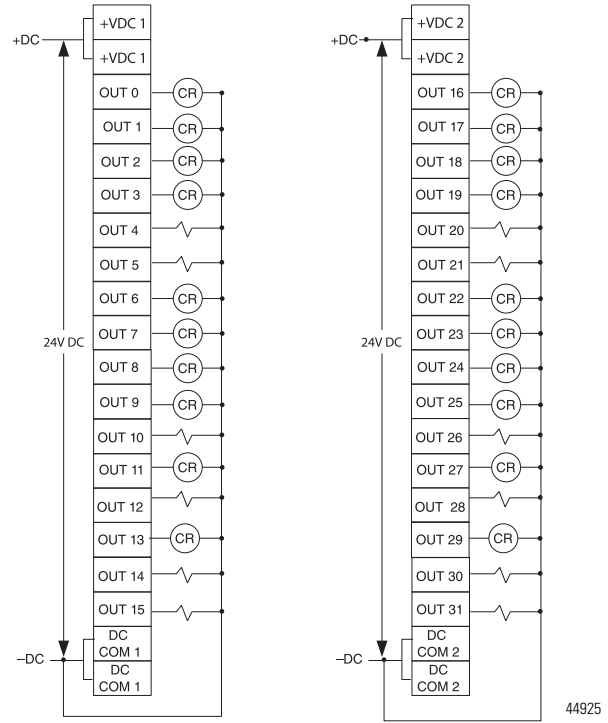 +VDC 1
+DC
+VDC 1
OUT 0 CR
OUT 1 CR
OUT 2 CR
OUT 3 CR
OUT 4
OUT 5
OUT 6 CR
OUT 7 CR
24V DC
OUT 8 CR
OUT 9 CR
OUT 10
OUT 11 CR
OUT 12
OUT 13 CR
OUT 14
OUT 15
DC
COM 1
–DC
DC
COM 1
+VDC 2
+DC
+VDC 2
OUT 16 CR
OUT 17 CR
OUT 18 CR
OUT 19 CR
OUT 20
OUT 21
OUT 22 CR
OUT 23 CR
24V DC
OUT 24 CR
OUT 25 CR
OUT 26
OUT 27 CR
OUT 28
OUT 29 CR
OUT 30
OUT 31
DC
COM 2
–DC
DC
COM 2
44925